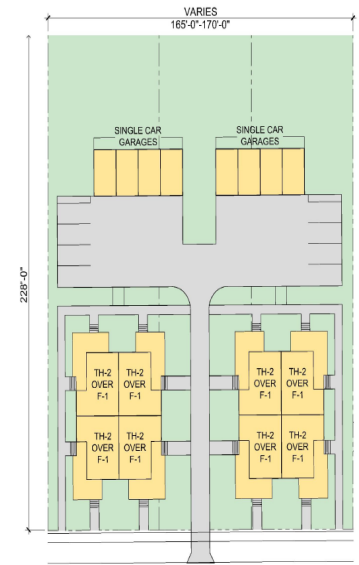 VARIES
165'-0"-170'-0"
SINGLE CAR
GARAGES
SINGLE CAR
GARAGES
228'-0"
TH-2
OVER
F-1
TH-2
OVER
F-1
TH-2
OVER
F-1
TH-2
OVER
F-1
TH-2
OVER
F-1
TH-2
OVER
F-1
TH-2
OVER
F-1
TH-2
OVER
F-1